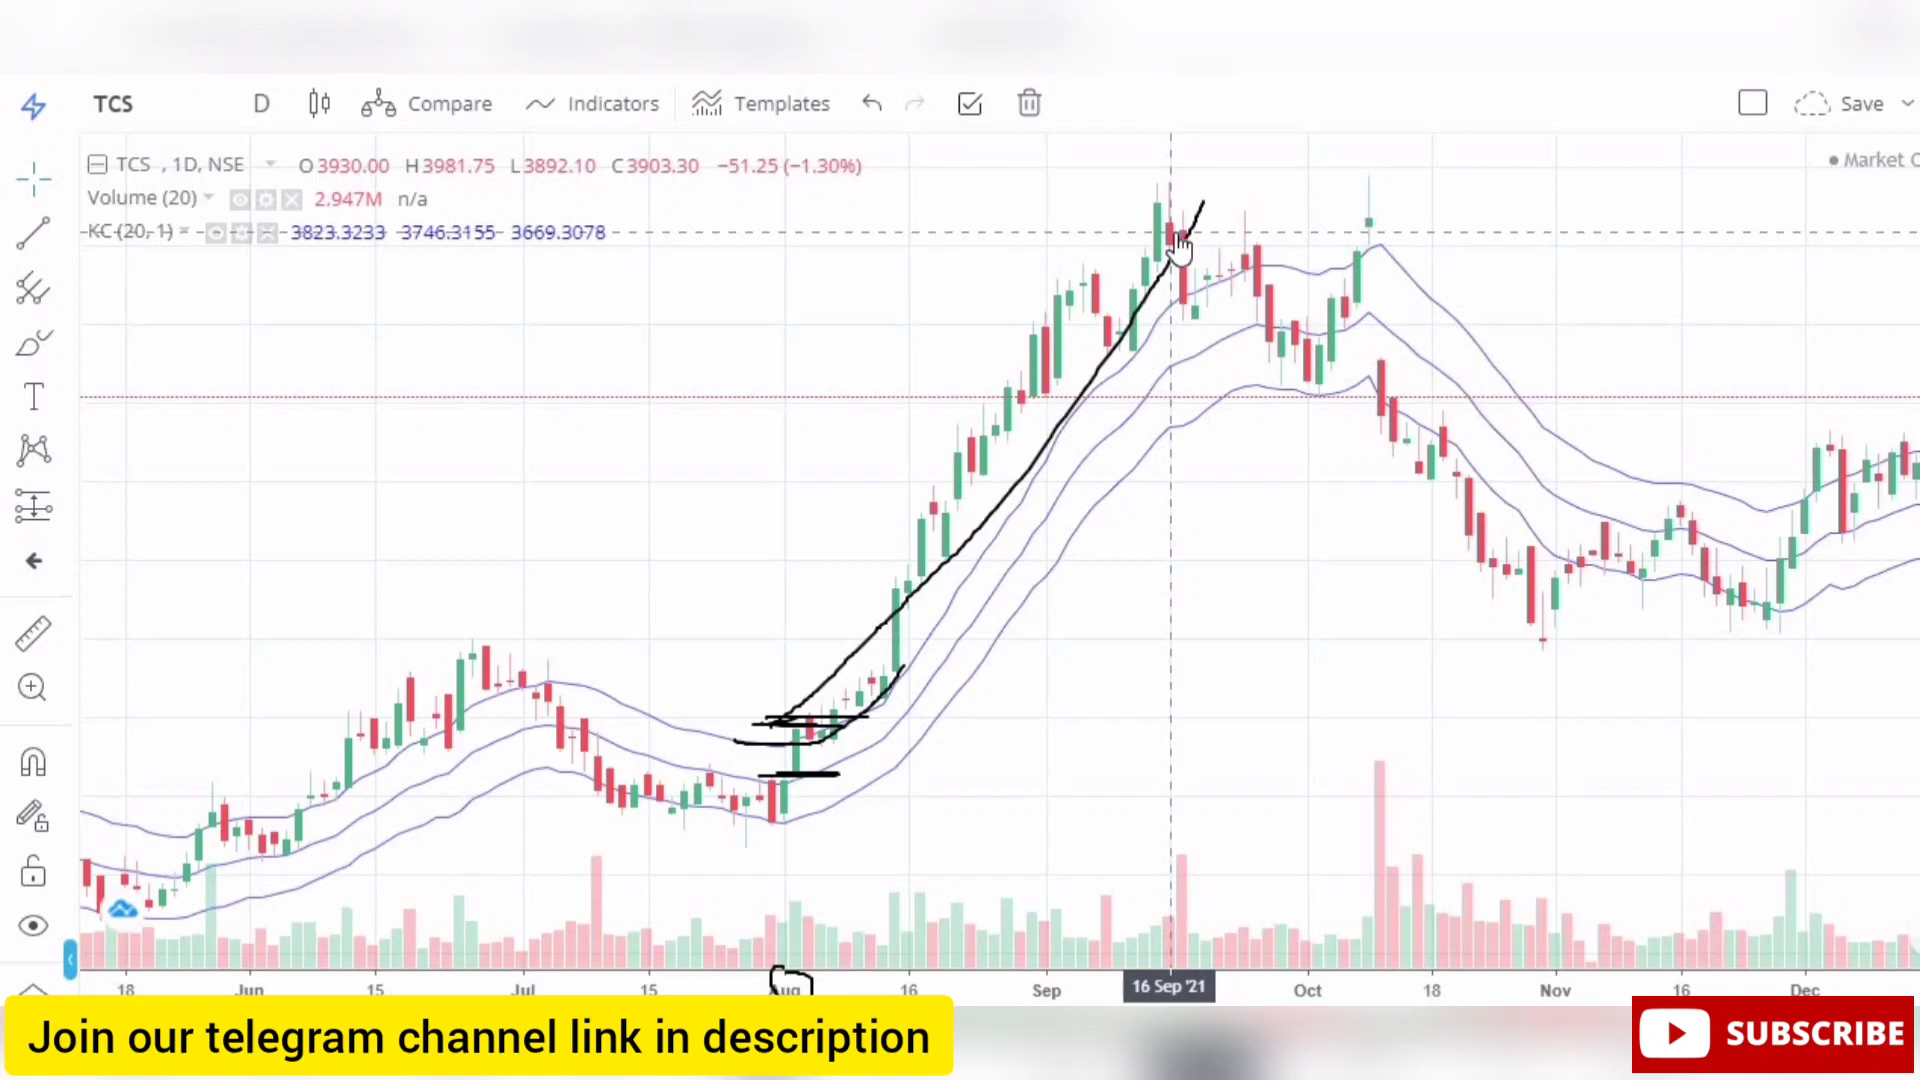 TCS D Compare Indicators Templates Save
TCS , 1D, NSE O3930.00 H3981.75 L3892.10 C3903.30 −51.25 (−1.30%)
Market
Volume (20) 2.947M n/a
KC (20, 1) 3823.3233 3746.3155 3669.3078
18 Jun 15 Jul 15 Aug 16 Sep 16 Sep '21 Oct 18 Nov 16 Dec
Join our telegram channel link in description
SUBSCRIBE